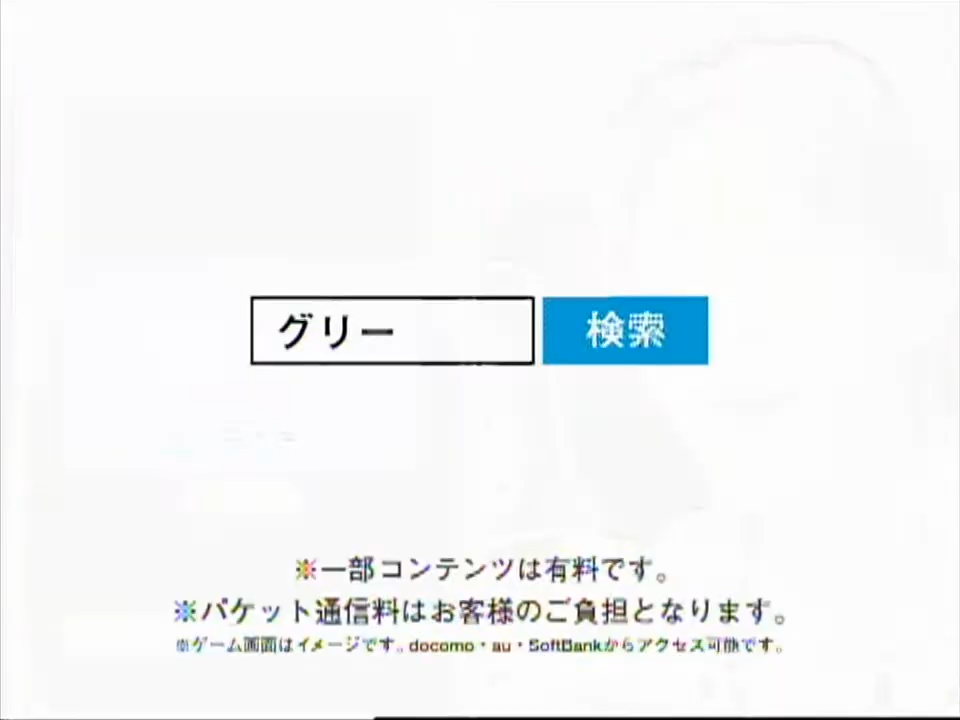 グリー 検索
※一部コンテンツは有料です。
※パケット通信料はお客様のご負担となります。
※ゲーム画面はイメージです。docomo・au・SoftBankからアクセス可能です。